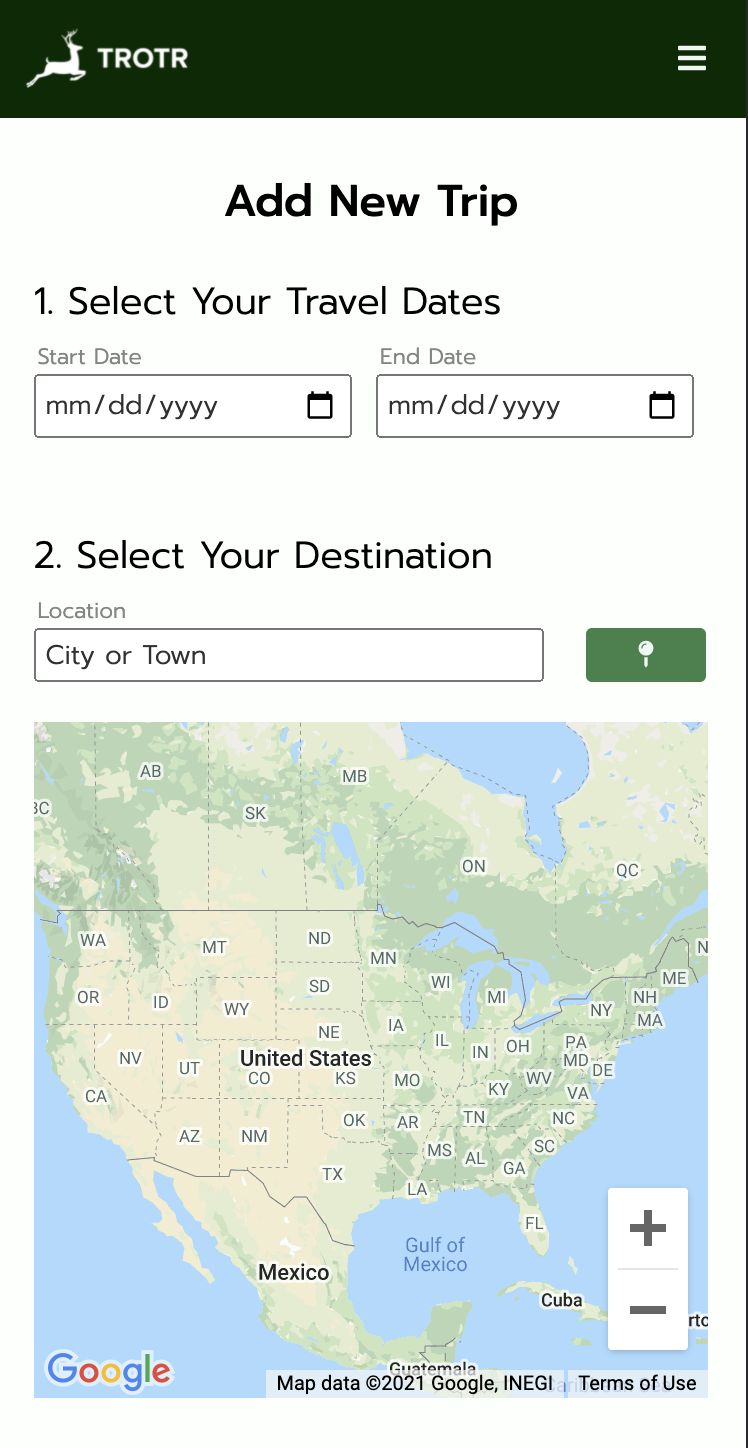 TROTR
Add New Trip
1. Select Your Travel Dates
Start Date End Date
mm/dd/yyyy mm/dd/yyyy
2. Select Your Destination
Location
City or Town
AB
MB
BC
SK
ON
QC
WA
MT
ND
MN
N
ME
OR
ID
WY
SD
WI
MI
NH
NY
MA
NE
IA
IL
IN
OH
PA
NV
UT
United States
CO
KS
MO
KY
WV
MD
DE
VA
CA
AZ
NM
OK
AR
TN
NC
MS
AL
SC
GA
TX
LA
FL
Gulf of
Mexico
Mexico
Cuba
rto
Guatemala
Caribbean Sea
Google
Map data ©2021 Google, INEGI
Terms of Use